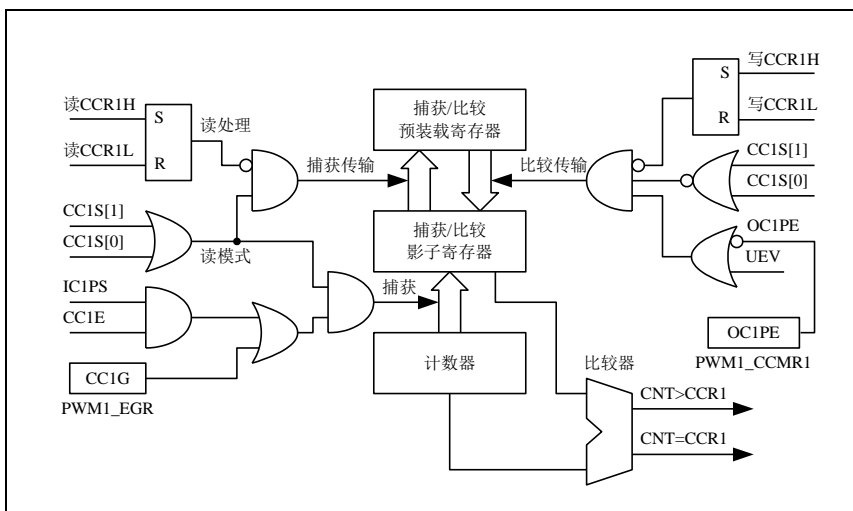 读CCR1H
读CCR1L
S
R
读处理
CC1S[1]
CC1S[0]
读模式
IC1PS
CC1E
CC1G
PWM1_EGR
捕获/比较
预装载寄存器
捕获传输
比较传输
捕获/比较
影子寄存器
捕获
计数器
比较器
CNT>CCR1
CNT=CCR1
写CCR1H
写CCR1L
S
R
CC1S[1]
CC1S[0]
OC1PE
UEV
OC1PE
PWM1_CCMR1